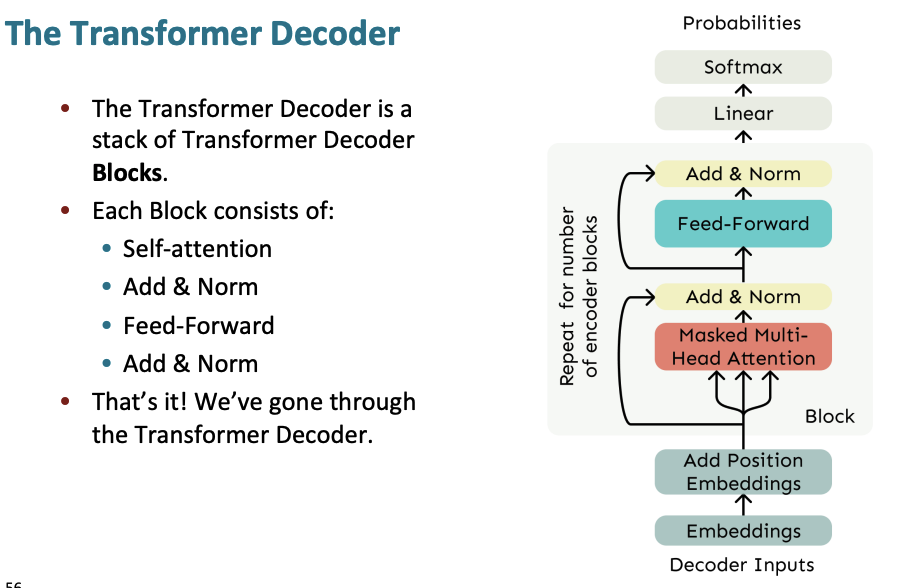 The Transformer Decoder
• The Transformer Decoder is a
stack of Transformer Decoder
Blocks.
• Each Block consists of:
• Self-attention
• Add & Norm
• Feed-Forward
• Add & Norm
• That's it! We've gone through
the Transformer Decoder.
Probabilities
Softmax
Linear
Add & Norm
Feed-Forward
Repeat for number
of encoder blocks
Add & Norm
Masked Multi-
Head Attention
Block
Add Position
Embeddings
Embeddings
Decoder Inputs
56